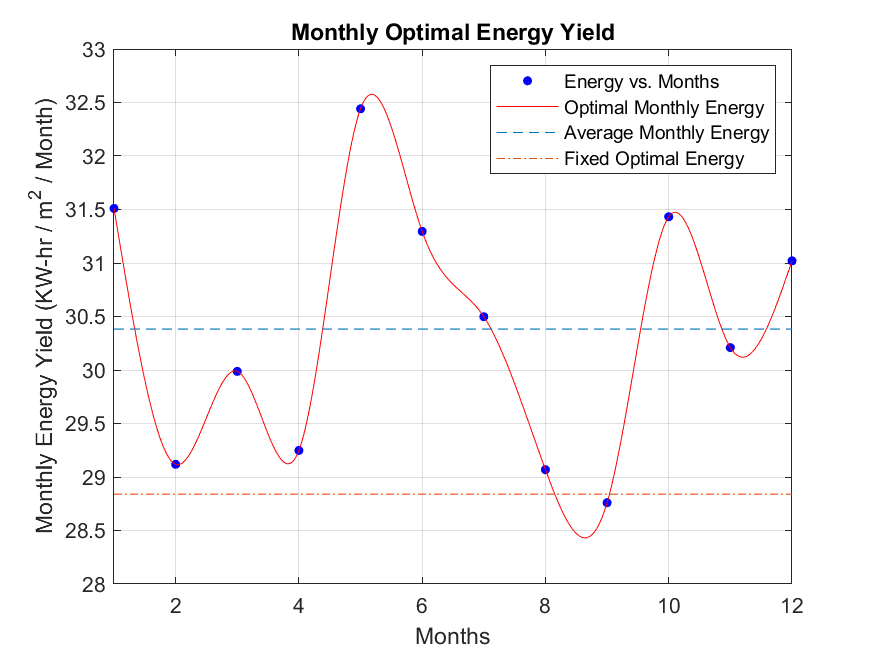 Monthly Optimal Energy Yield
Monthly Energy Yield (KW-hr / m² / Month)
33
32.5
32
31.5
31
30.5
30
29.5
29
28.5
28
Energy vs. Months
Optimal Monthly Energy
Average Monthly Energy
Fixed Optimal Energy
2 4 6 8 10 12
Months